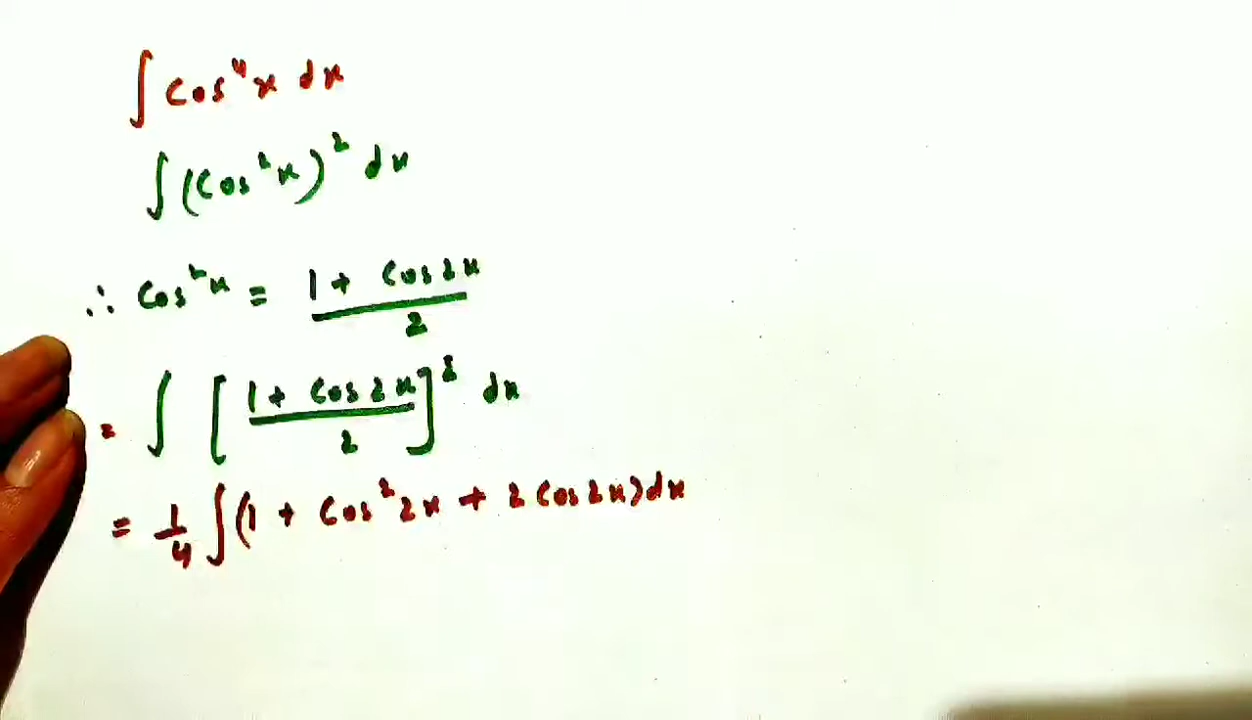 ∫ cos⁴x dx
∫ (cos²x)² dx
∴ cos²x = (1 + cos2x)/2
= ∫ [(1 + cos2x)/2]² dx
= 1/4 ∫ (1 + cos²2x + 2cos2x) dx